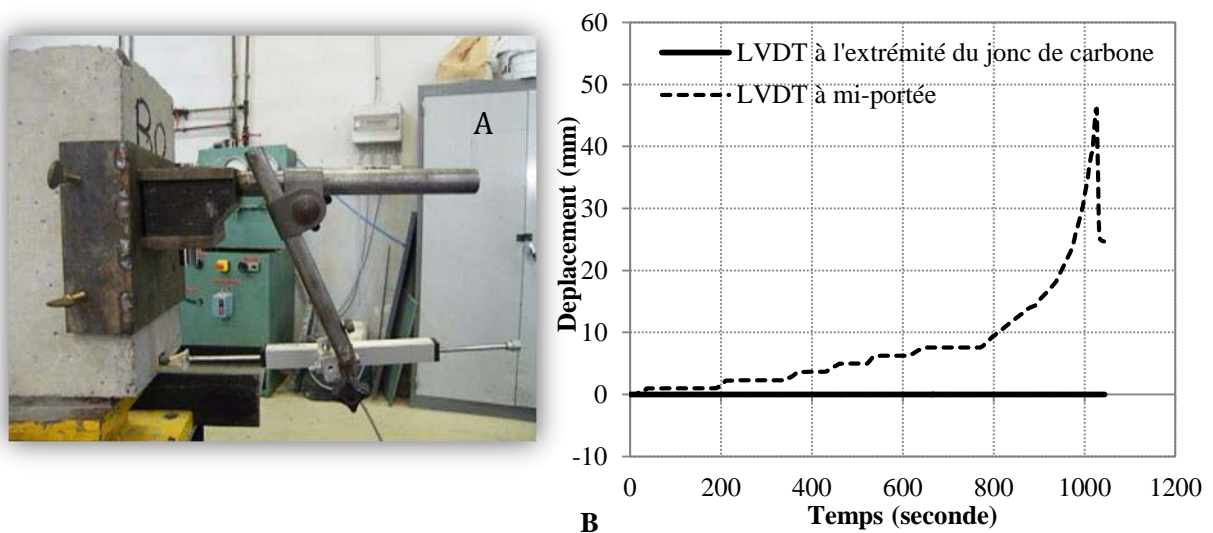 A
BO
60
50
40
30
20
10
0
-10
Deplacement (mm)
LVDT à l'extrémité du jonc de carbone
LVDT à mi-portée
0 200 400 600 800 1000 1200
Temps (seconde)
B